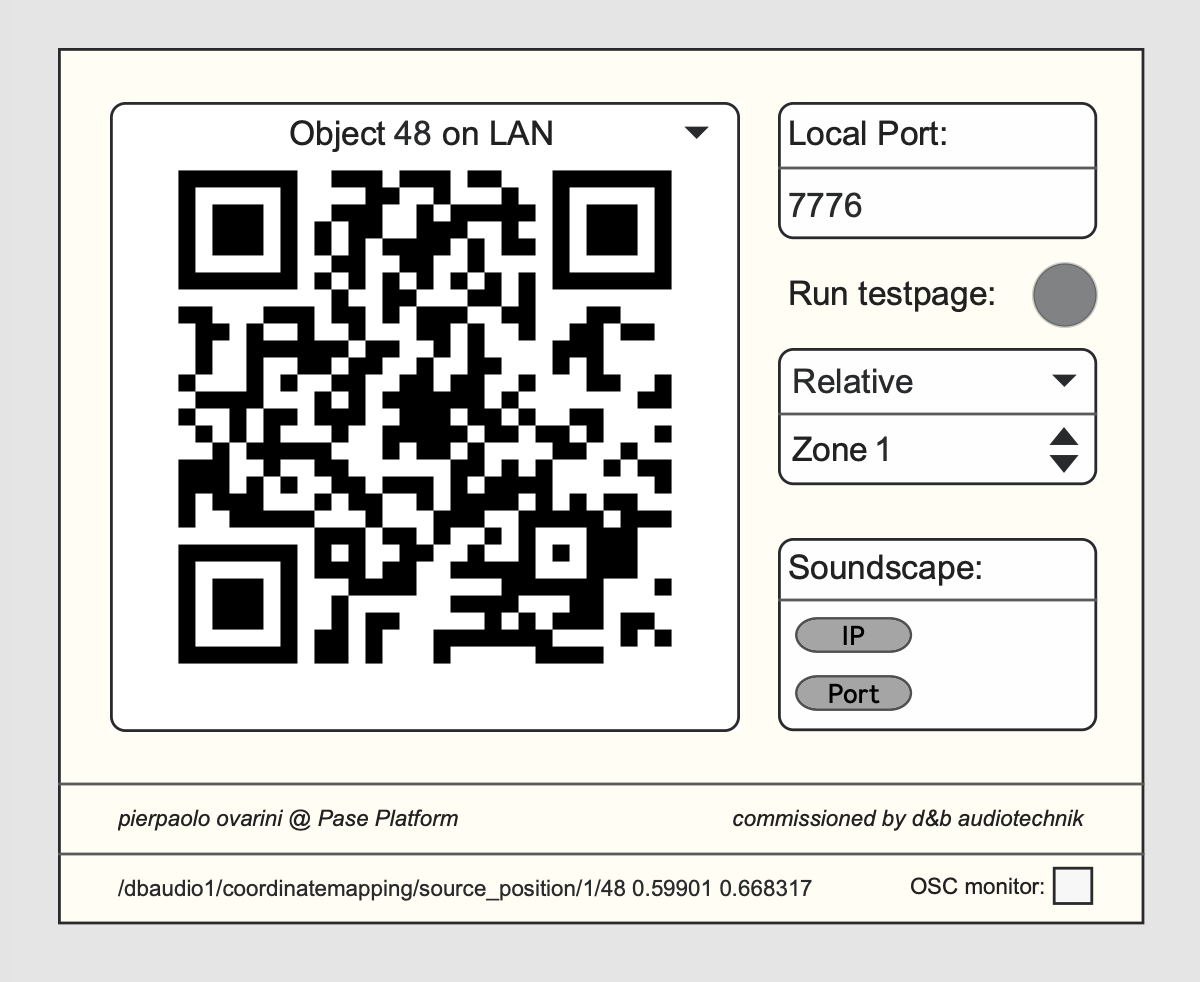 Object 48 on LAN
Local Port:
7776
Run testpage:
Relative
Zone 1
Soundscape:
IP
Port
pierpaolo ovarini @ Pase Platform
commissioned by d&b audiotechnik
/dbaudio1/coordinatemapping/source_position/1/48 0.59901 0.668317
OSC monitor: